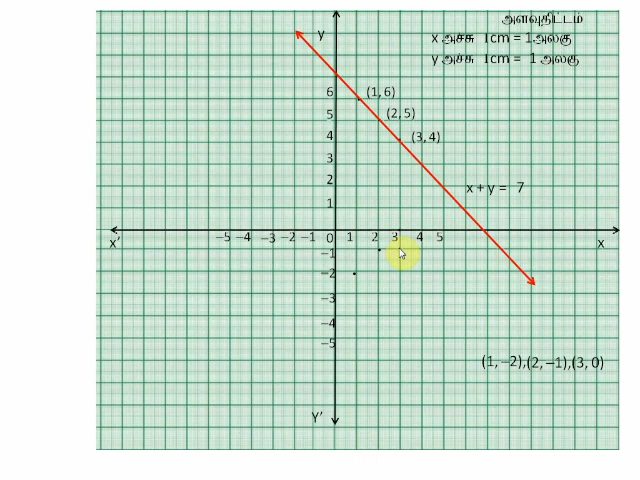 அளவுதிட்டம்
y
x அச்சு 1cm = 1அலகு
y அச்சு 1cm = 1 அலகு
6
(1, 6)
5
(2, 5)
4
(3, 4)
3
2
x + y = 7
1
−5 −4 −3 −2 −1 0 1 2 3 4 5
x’ x
−1
−2
−3
−4
−5
(1, −2),(2, −1),(3, 0)
Y’